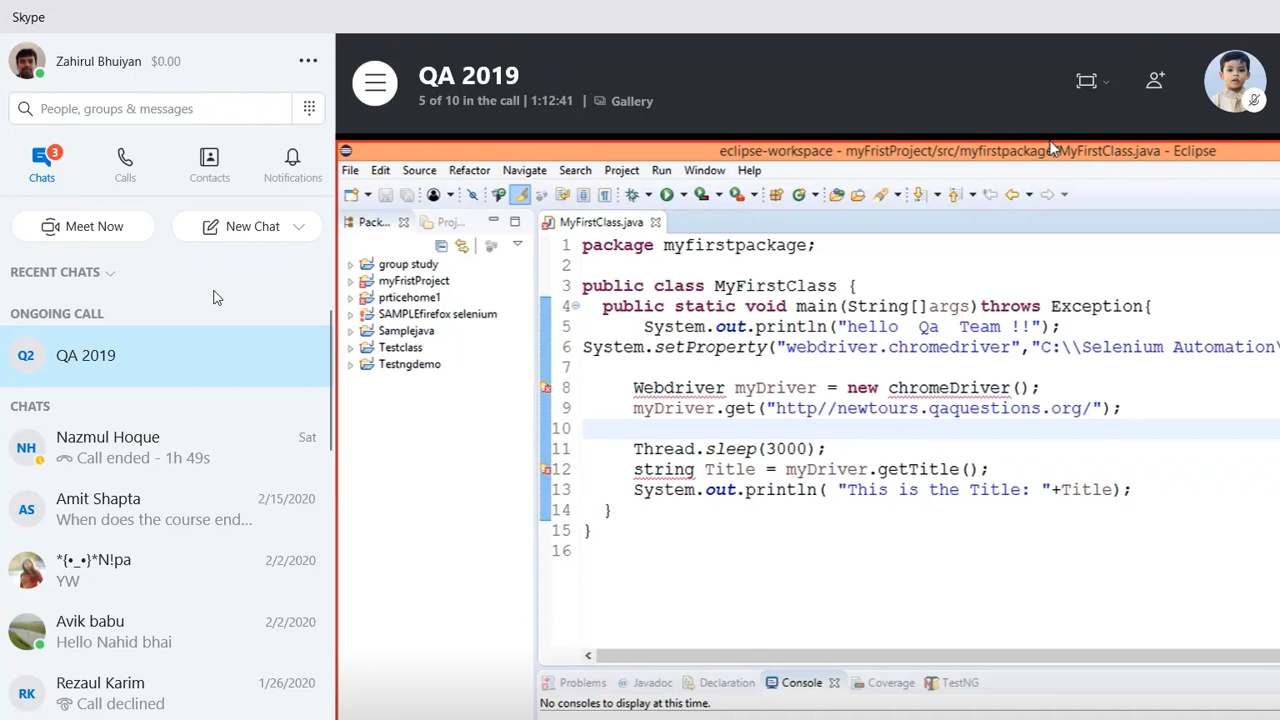 Skype
Zahirul Bhuiyan $0.00
People, groups & messages
3
Chats
Calls
Contacts
Notifications
Meet Now
New Chat
RECENT CHATS
ONGOING CALL
Q2 QA 2019
CHATS
NH Nazmul Hoque Sat
Call ended - 1h 49s
AS Amit Shapta 2/15/2020
When does the course end...
*{•_•}*N!pa 2/2/2020
YW
Avik babu 2/2/2020
Hello Nahid bhai
RK Rezaul Karim 1/26/2020
Call declined
QA 2019
5 of 10 in the call | 1:12:41 | Gallery
eclipse-workspace - myFristProject/src/myfirstpackage/MyFirstClass.java - Eclipse
File Edit Source Refactor Navigate Search Project Run Window Help
Pack... Proj...
group study
myFristProject
prticehome1
SAMPLEfirefox selenium
Samplejava
Testclass
Testngdemo
MyFirstClass.java
1 package myfirstpackage;
2
3 public class MyFirstClass {
4 public static void main(String[]args)throws Exception{
5 System.out.println("hello Qa Team !!");
6 System.setProperty("webdriver.chromedriver","C:\\Selenium Automation\
7
8 Webdriver myDriver = new chromeDriver();
9 myDriver.get("http//newtours.qaquestions.org/");
10
11 Thread.sleep(3000);
12 string Title = myDriver.getTitle();
13 System.out.println( "This is the Title: "+Title);
14 }
15 }
16
Problems Javadoc Declaration Console Coverage TestNG
No consoles to display at this time.